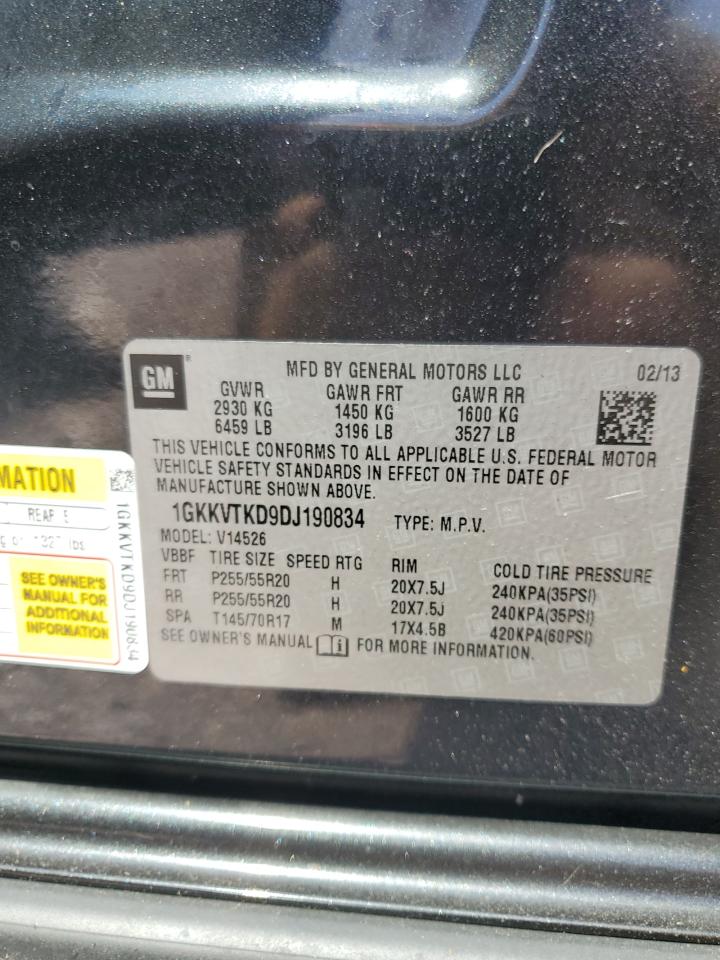 GM ®
MFD BY GENERAL MOTORS LLC 02/13
GVWR GAWR FRT GAWR RR
2930 KG 1450 KG 1600 KG
6459 LB 3196 LB 3527 LB
THIS VEHICLE CONFORMS TO ALL APPLICABLE U.S. FEDERAL MOTOR
VEHICLE SAFETY STANDARDS IN EFFECT ON THE DATE OF
MANUFACTURE SHOWN ABOVE.
1GKKVTKD9DJ190834 TYPE: M.P.V.
MODEL: V14526
VBBF TIRE SIZE SPEED RTG RIM COLD TIRE PRESSURE
FRT P255/55R20 H 20X7.5J 240KPA(35PSI)
RR P255/55R20 H 20X7.5J 240KPA(35PSI)
SPA T145/70R17 M 17X4.5B 420KPA(60PSI)
SEE OWNER'S MANUAL FOR MORE INFORMATION.
MATION
REAR
lbs
SEE OWNER'S
MANUAL FOR
ADDITIONAL
INFORMATION
1GKKVTKD9DJ190834